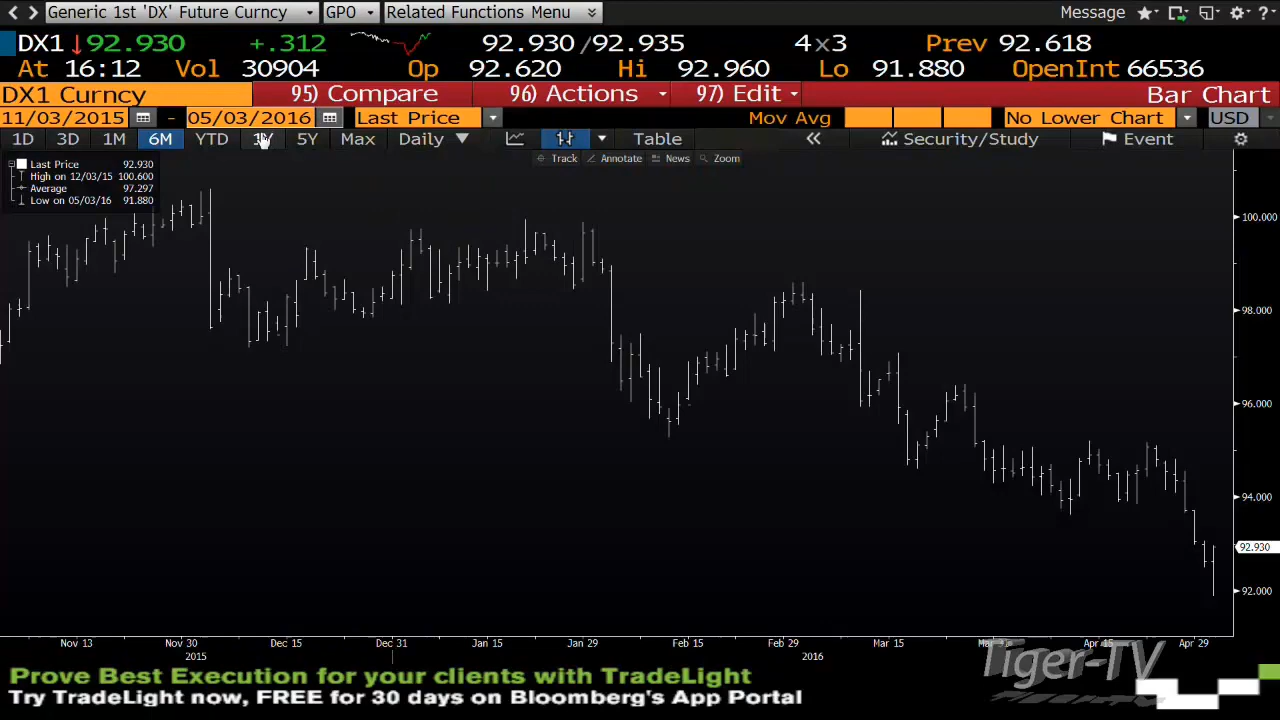 Generic 1st 'DX' Future Curncy GPO Related Functions Menu Message
DX1 92.930 +.312 92.930 /92.935 4x3 Prev 92.618
At 16:12 Vol 30904 Op 92.620 Hi 92.960 Lo 91.880 OpenInt 66536
DX1 Curncy 95) Compare 96) Actions 97) Edit Bar Chart
11/03/2015 - 05/03/2016 Last Price Mov Avg No Lower Chart USD
1D 3D 1M 6M YTD 5Y Max Daily Table Security/Study Event
Track Annotate News Zoom
Last Price 92.930
High on 12/03/15 100.600
Average 97.297
Low on 05/03/16 91.880
100.000
98.000
96.000
94.000
92.930
92.000
Nov 13 Nov 30 Dec 15 Dec 31 Jan 15 Jan 29 Feb 15 Feb 29 Mar 15 Apr 15 Apr 29
2015 2016
Tiger-TV
Prove Best Execution for your clients with TradeLight
Try TradeLight now, FREE for 30 days on Bloomberg's App Portal